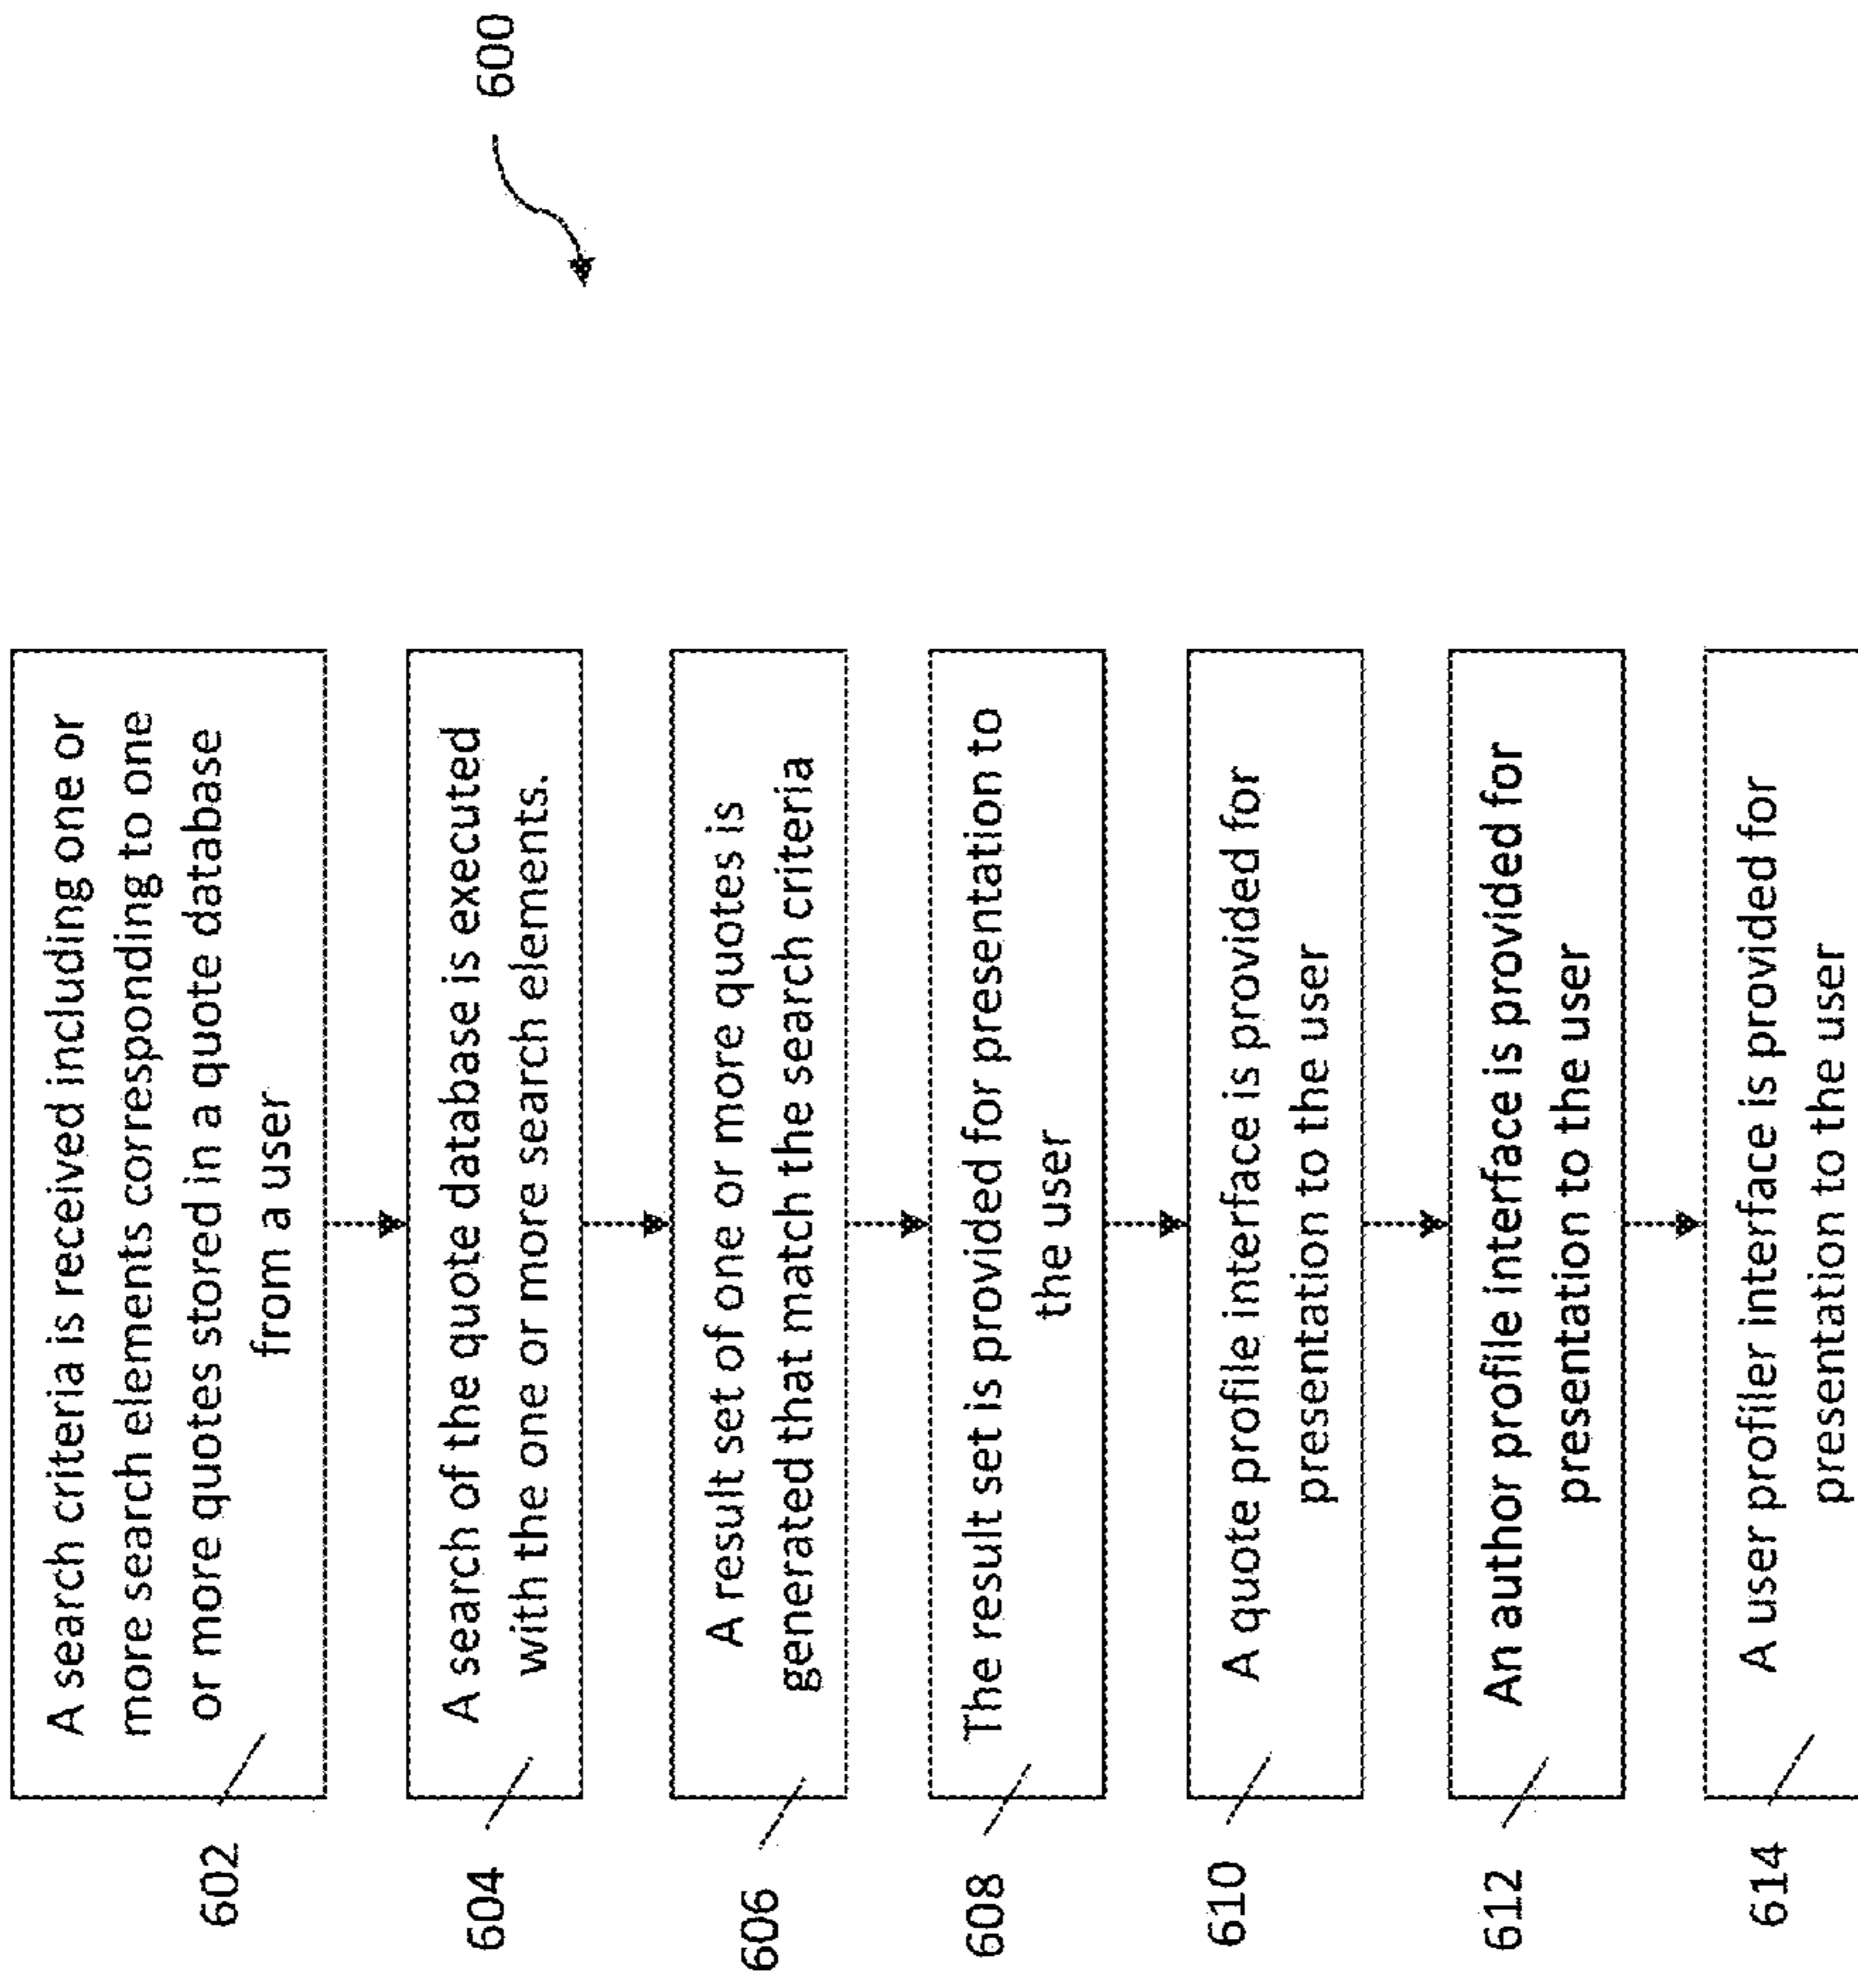 600
602
A search criteria is received including one or
more search elements corresponding to one
or more quotes stored in a quote database
from a user
604
A search of the quote database is executed
with the one or more search elements.
606
A result set of one or more quotes is
generated that match the search criteria
608
The result set is provided for presentation to
the user
610
A quote profile interface is provided for
presentation to the user
612
An author profile interface is provided for
presentation to the user
614
A user profiler interface is provided for
presentation to the user